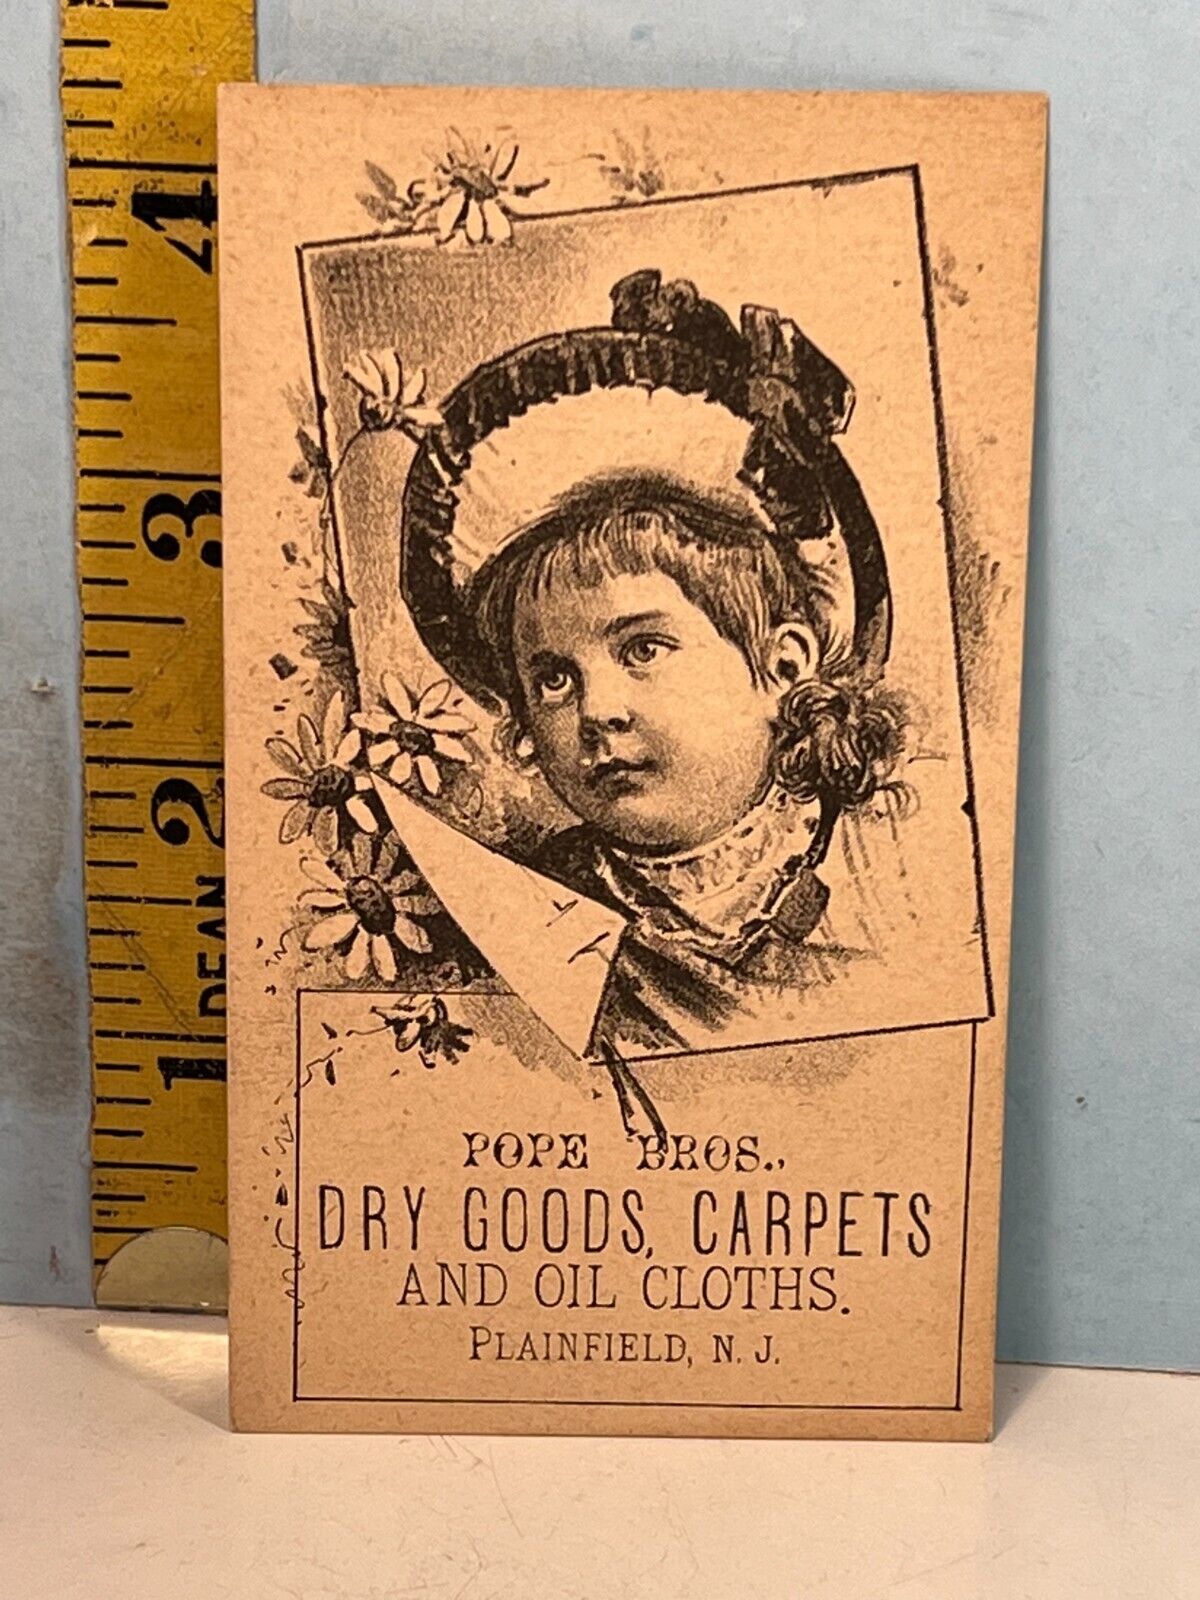 4
3
2
DEAN
1
POPE BROS.,
DRY GOODS, CARPETS
AND OIL CLOTHS.
PLAINFIELD, N. J.